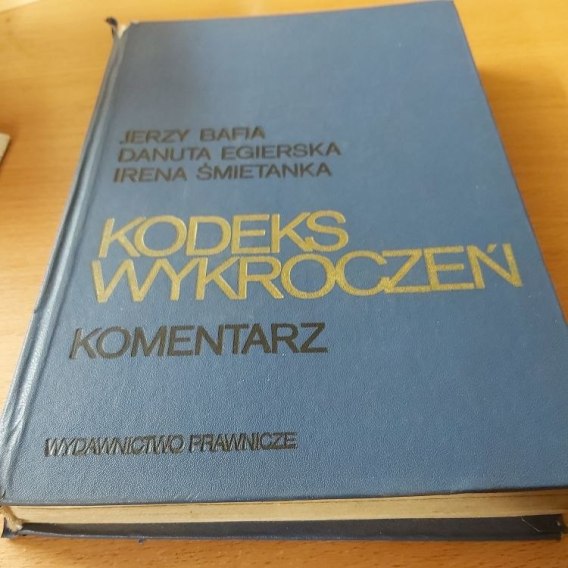 JERZY BAFIA
DANUTA EGIERSKA
IRENA ŚMIETANKA
KODEKS
WYKROCZEŃ
KOMENTARZ
WYDAWNICTWO PRAWNICZE